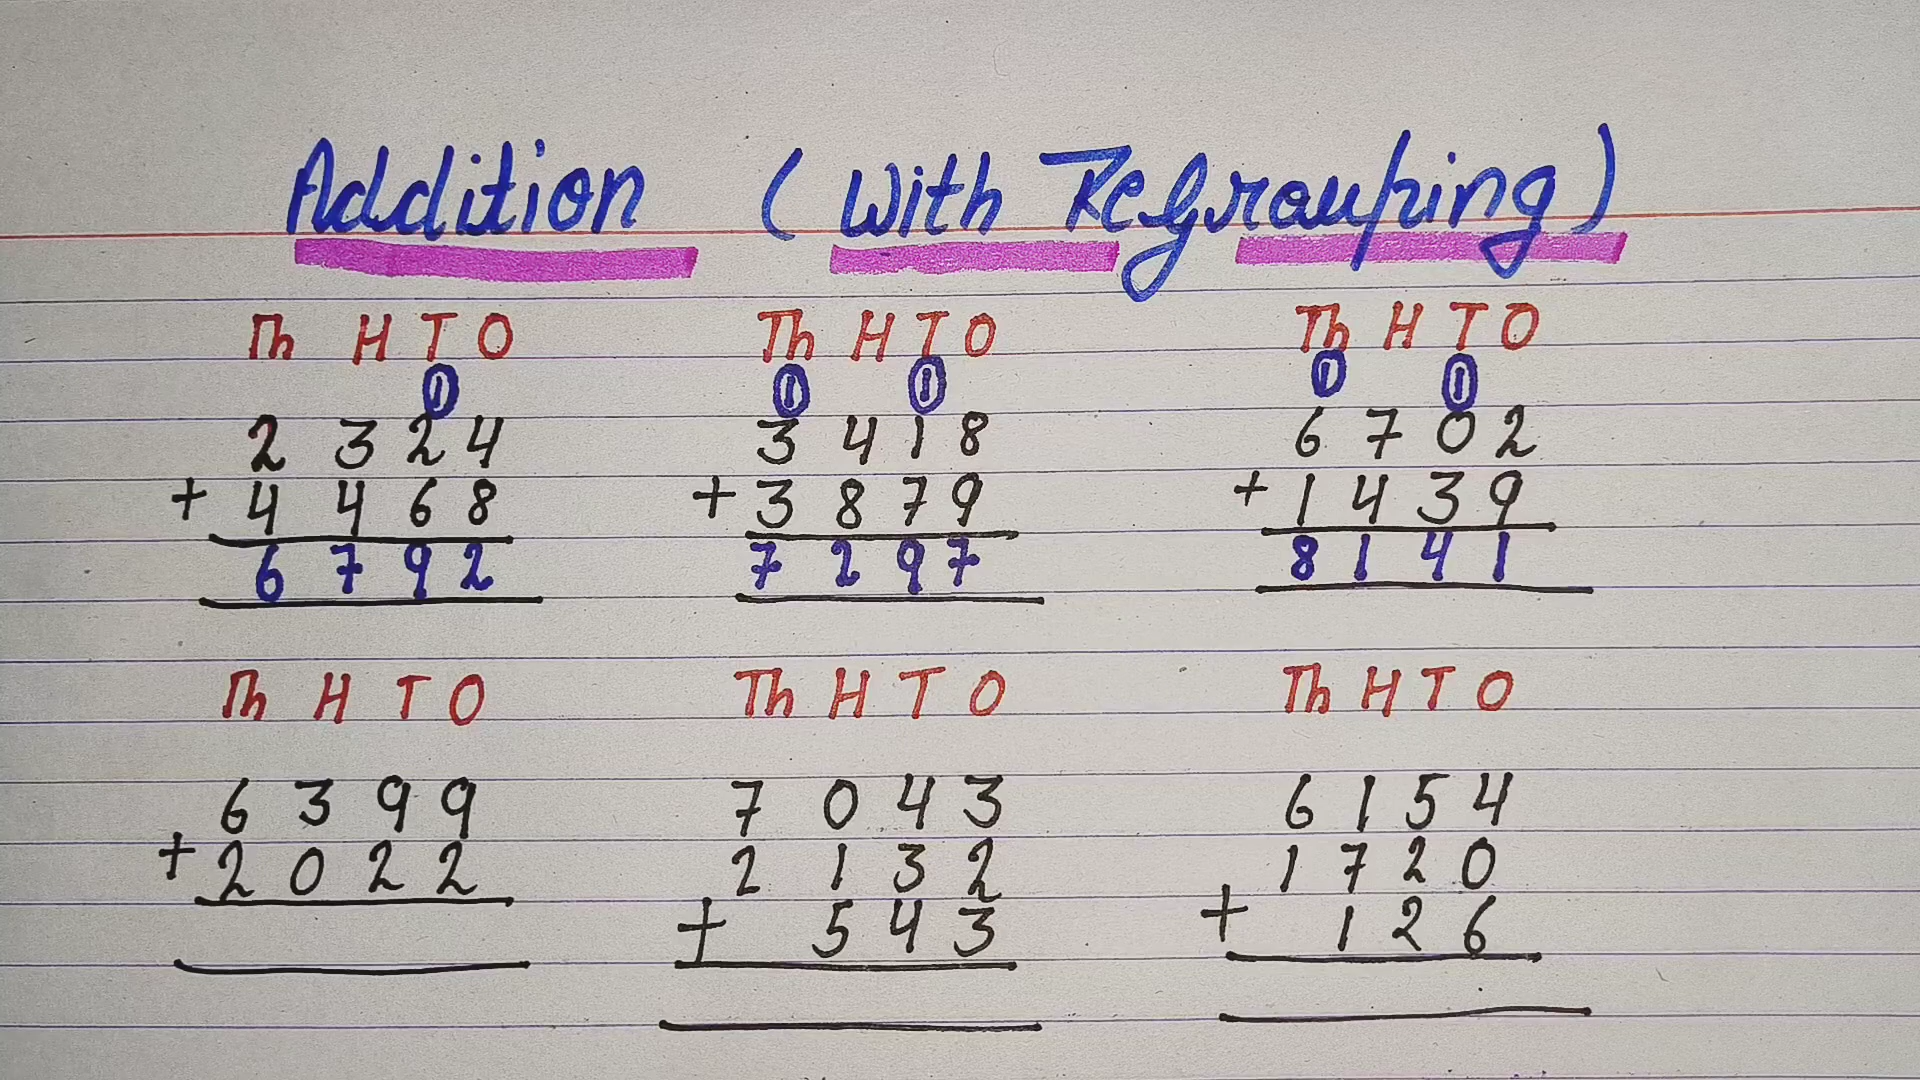 Addition (With Regrouping)
Th H T O Th H T O Th H T O
1 1 1 1 1
2 3 2 4 3 4 1 8 6 7 0 2
+ 4 4 6 8 + 3 8 7 9 + 1 4 3 9
6 7 9 2 7 2 9 7 8 1 4 1
Th H T O Th H T O Th H T O
6 3 9 9 7 0 4 3 6 1 5 4
+ 2 0 2 2 2 1 3 2 1 7 2 0
+ 5 4 3 + 1 2 6